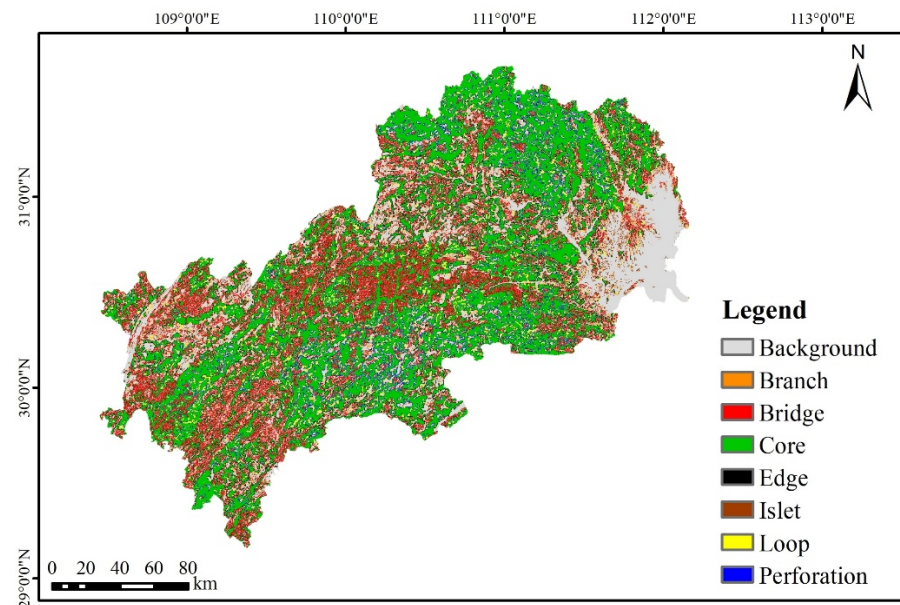 109°0'0"E 110°0'0"E 111°0'0"E 112°0'0"E 113°0'0"E
N
31°0'0"N
30°0'0"N
29°0'0"N
Legend
Background
Branch
Bridge
Core
Edge
Islet
Loop
Perforation
0 20 40 60 80
km